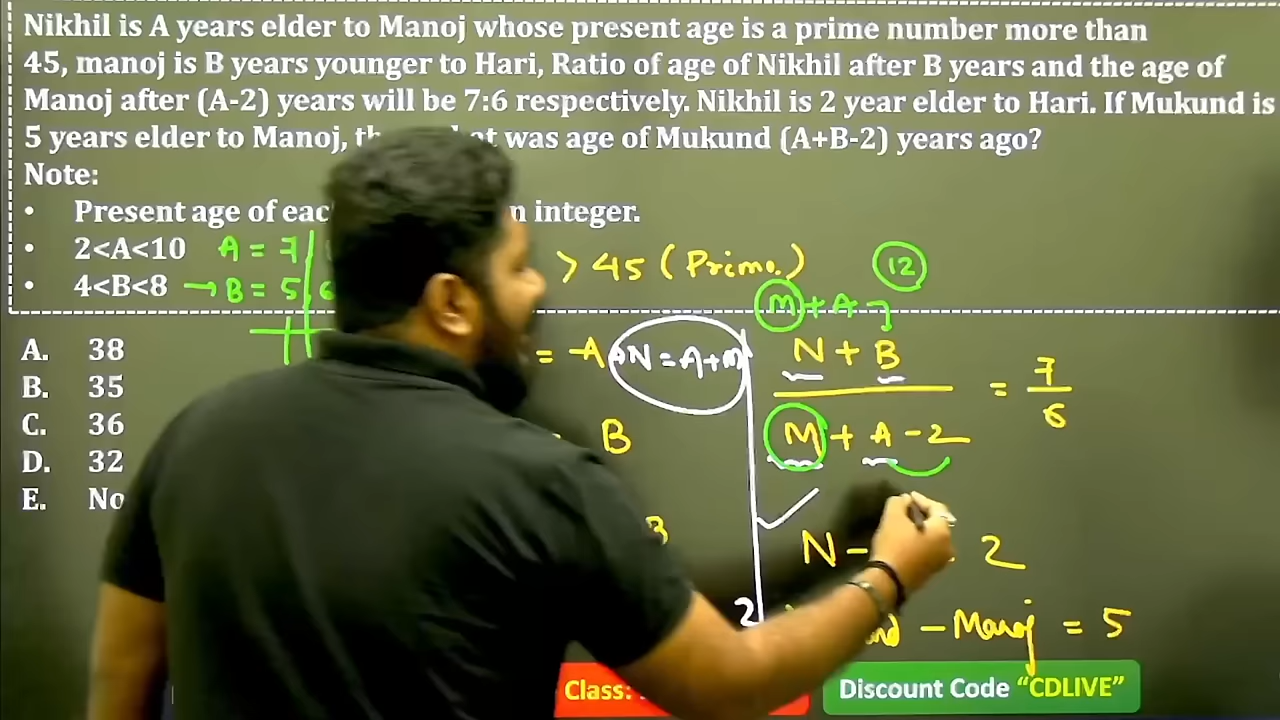 Nikhil is A years elder to Manoj whose present age is a prime number more than
45, manoj is B years younger to Hari, Ratio of age of Nikhil after B years and the age of
Manoj after (A-2) years will be 7:6 respectively. Nikhil is 2 year elder to Hari. If Mukund is
5 years elder to Manoj, was age of Mukund (A+B-2) years ago?
Note:
• Present age of integer.
• 2<A<10 A = 7
• 4<B<8 → B = 5, 6
> 45 (Prime.)
12
M + A 7
= A N = A+M
N + B
= 7/6
M + A - 2
B
N - 2
2
- Manoj = 5
A. 38
B. 35
C. 36
D. 32
E. No
Class:
Discount Code "CDLIVE"